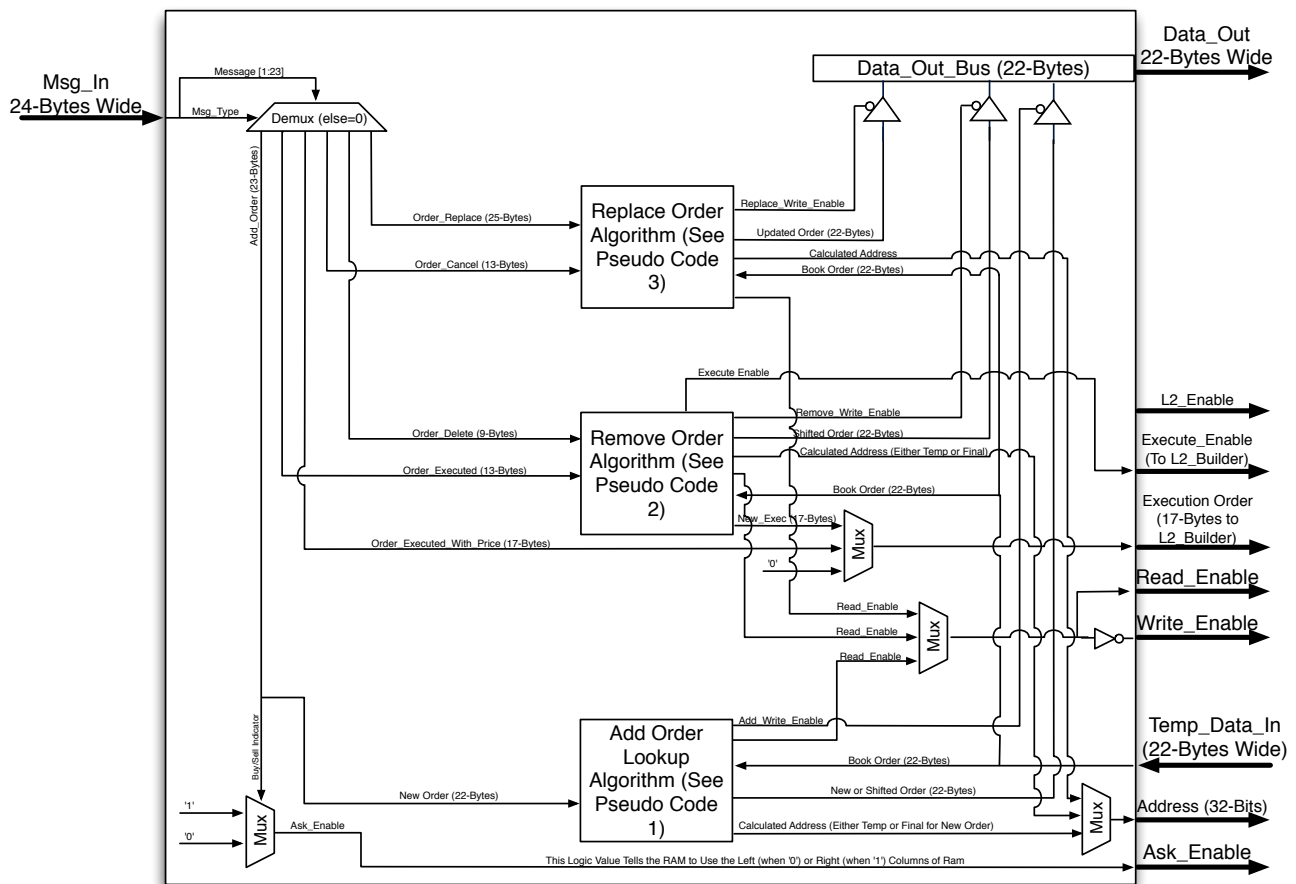 Data_Out
22-Bytes Wide
Msg_In
24-Bytes Wide
Message [1:23]
Msg_Type
Demux (else=0)
Data_Out_Bus (22-Bytes)
Add_Order (23-Bytes)
Order_Replace (25-Bytes)
Order_Cancel (13-Bytes)
Replace Order
Algorithm (See
Pseudo Code
3)
Replace_Write_Enable
Updated Order (22-Bytes)
Calculated Address
Book Order (22-Bytes)
Execute Enable
Order_Delete (9-Bytes)
Order_Executed (13-Bytes)
Remove Order
Algorithm (See
Pseudo Code
2)
Remove_Write_Enable
Shifted Order (22-Bytes)
Calculated Address (Either Temp or Final)
Book Order (22-Bytes)
New_Exec (17-Bytes)
Order_Executed_With_Price (17-Bytes)
'0'
Mux
L2_Enable
Execute_Enable
(To L2_Builder)
Execution Order
(17-Bytes to
L2_Builder)
Read_Enable
Write_Enable
Read_Enable
Read_Enable
Read_Enable
Mux
Buy/Sell Indicator
New Order (22-Bytes)
Add Order
Lookup
Algorithm (See
Pseudo Code
1)
Add_Write_Enable
Book Order (22-Bytes)
New or Shifted Order (22-Bytes)
Calculated Address (Either Temp or Final for New Order)
Mux
Temp_Data_In
(22-Bytes Wide)
Address (32-Bits)
Ask_Enable
'1'
'0'
Mux
Ask_Enable
This Logic Value Tells the RAM to Use the Left (when '0') or Right (when '1') Columns of Ram